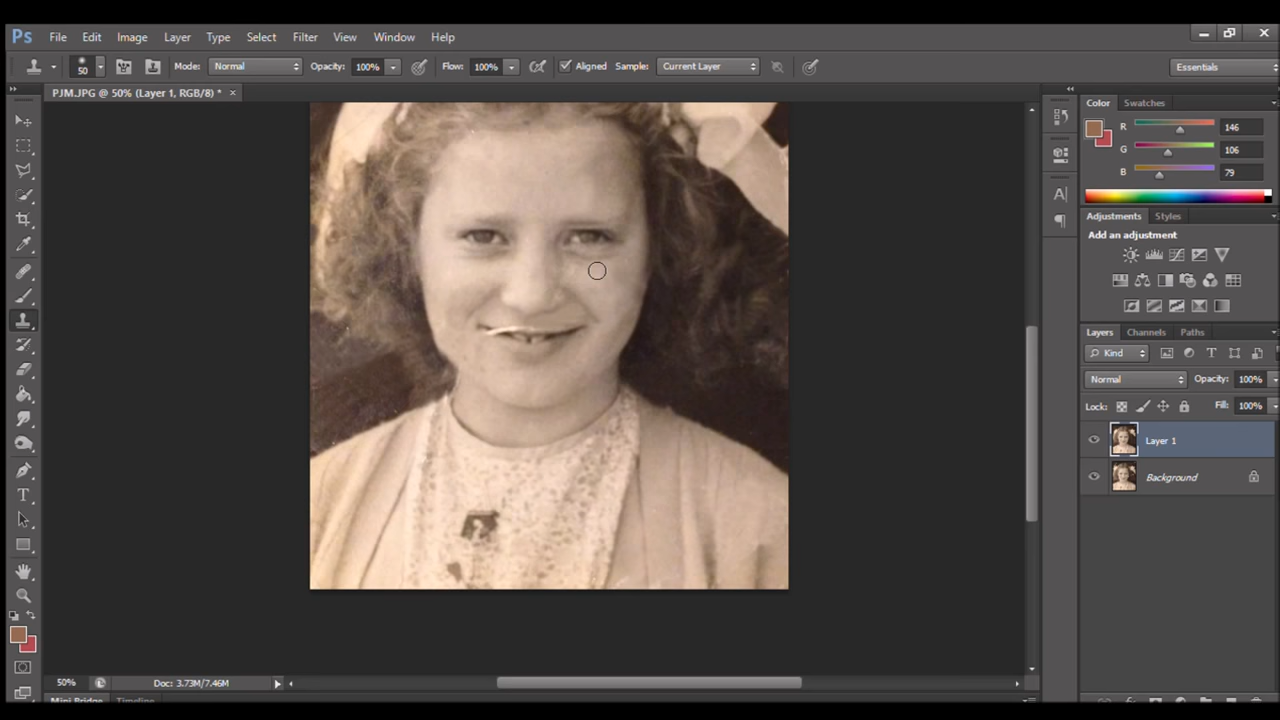 Ps File Edit Image Layer Type Select Filter View Window Help
50 Mode: Normal Opacity: 100% Flow: 100% Aligned Sample: Current Layer Essentials
PJM.JPG @ 50% (Layer 1, RGB/8) * ×
Color Swatches
R 146
G 106
B 79
Adjustments Styles
Add an adjustment
Layers Channels Paths
Kind T
Normal Opacity: 100%
Lock: Fill: 100%
Layer 1
Background
A
T
50% Doc: 3.73M/7.46M
Mini Bridge Timeline